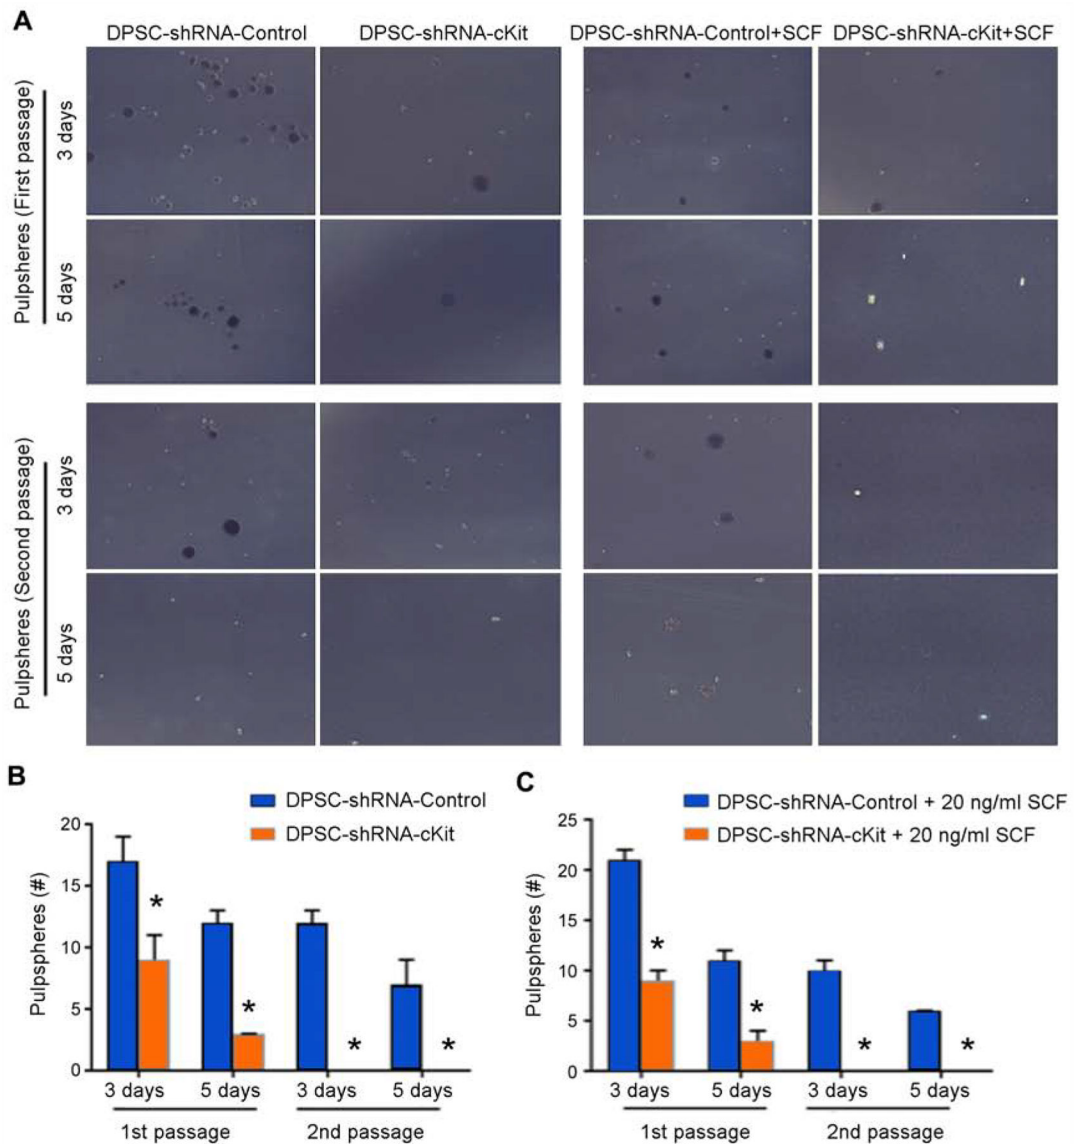 A
DPSC-shRNA-Control
DPSC-shRNA-cKit
DPSC-shRNA-Control+SCF
DPSC-shRNA-cKit+SCF
Pulpsheres (First passage)
3 days
5 days
Pulpsheres (Second passage)
3 days
5 days
B
DPSC-shRNA-Control
DPSC-shRNA-cKit
Pulpspheres (#)
20
15
10
5
0
*
*
*
*
3 days
5 days
3 days
5 days
1st passage
2nd passage
C
DPSC-shRNA-Control + 20 ng/ml SCF
DPSC-shRNA-cKit + 20 ng/ml SCF
Pulpspheres (#)
25
20
15
10
5
0
*
*
*
*
3 days
5 days
3 days
5 days
1st passage
2nd passage